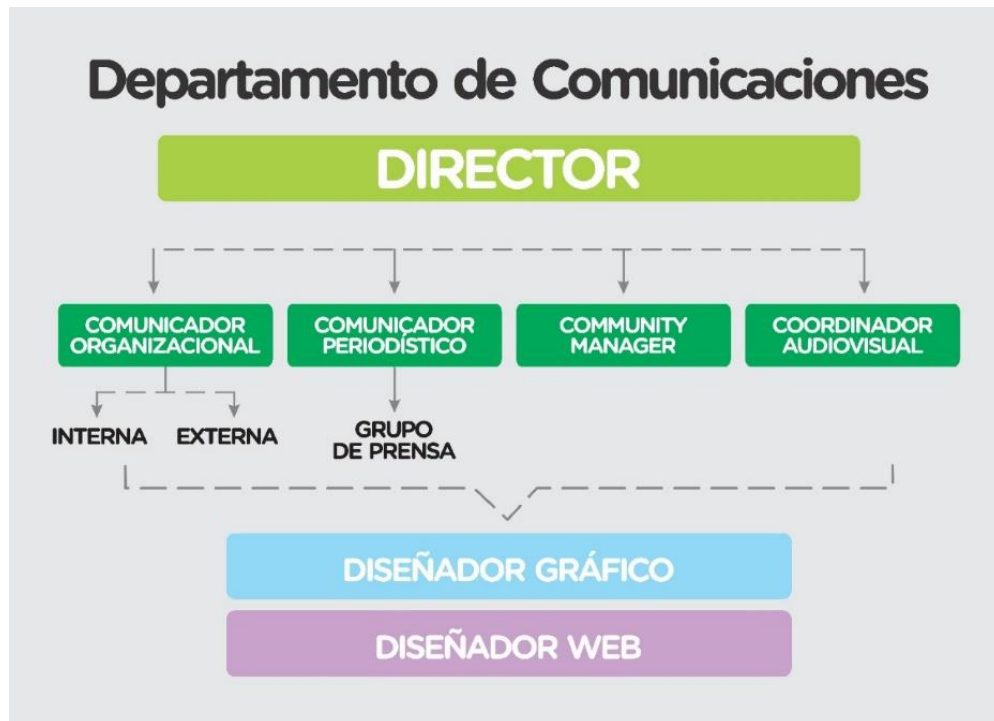 Departamento de Comunicaciones
DIRECTOR
COMUNICADOR
ORGANIZACIONAL
COMUNICADOR
PERIODÍSTICO
COMMUNITY
MANAGER
COORDINADOR
AUDIOVISUAL
INTERNA
EXTERNA
GRUPO
DE PRENSA
DISEÑADOR GRÁFICO
DISEÑADOR WEB